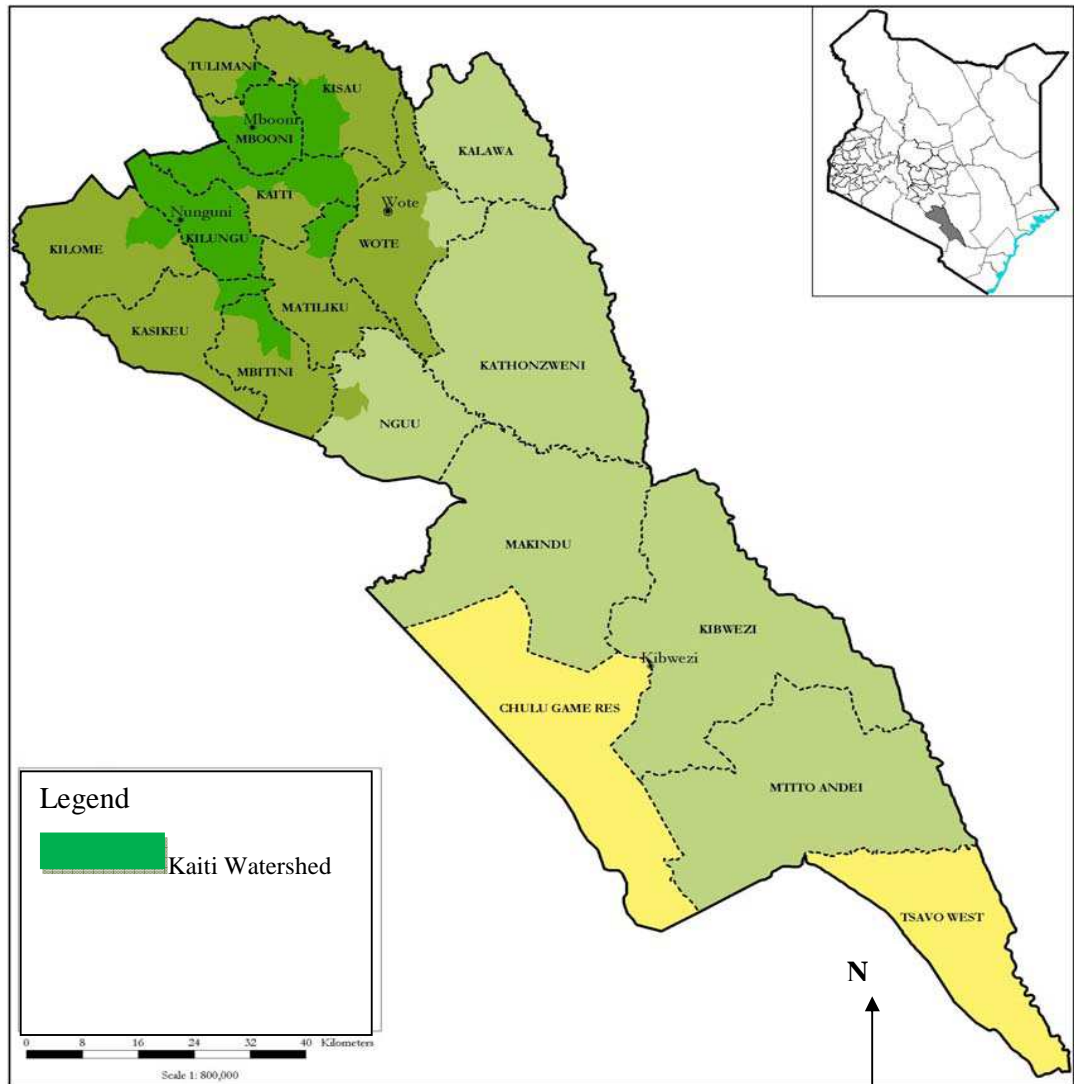 TULIMANI
KISAU
Mbooni
MBOONI
KALAWA
KAITI
Wote
Nunguni
KILUNGU
KILOME
WOTE
MATILIKU
KASIKEU
KATHONZWENI
MBITINI
NGUU
MAKINDU
KIBWEZI
Kibwezi
CHULU GAME RES
MTITO ANDEI
TSAVO WEST
Legend
Kaiti Watershed
N
0 8 16 24 32 40 Kilometers
Scale 1: 800,000